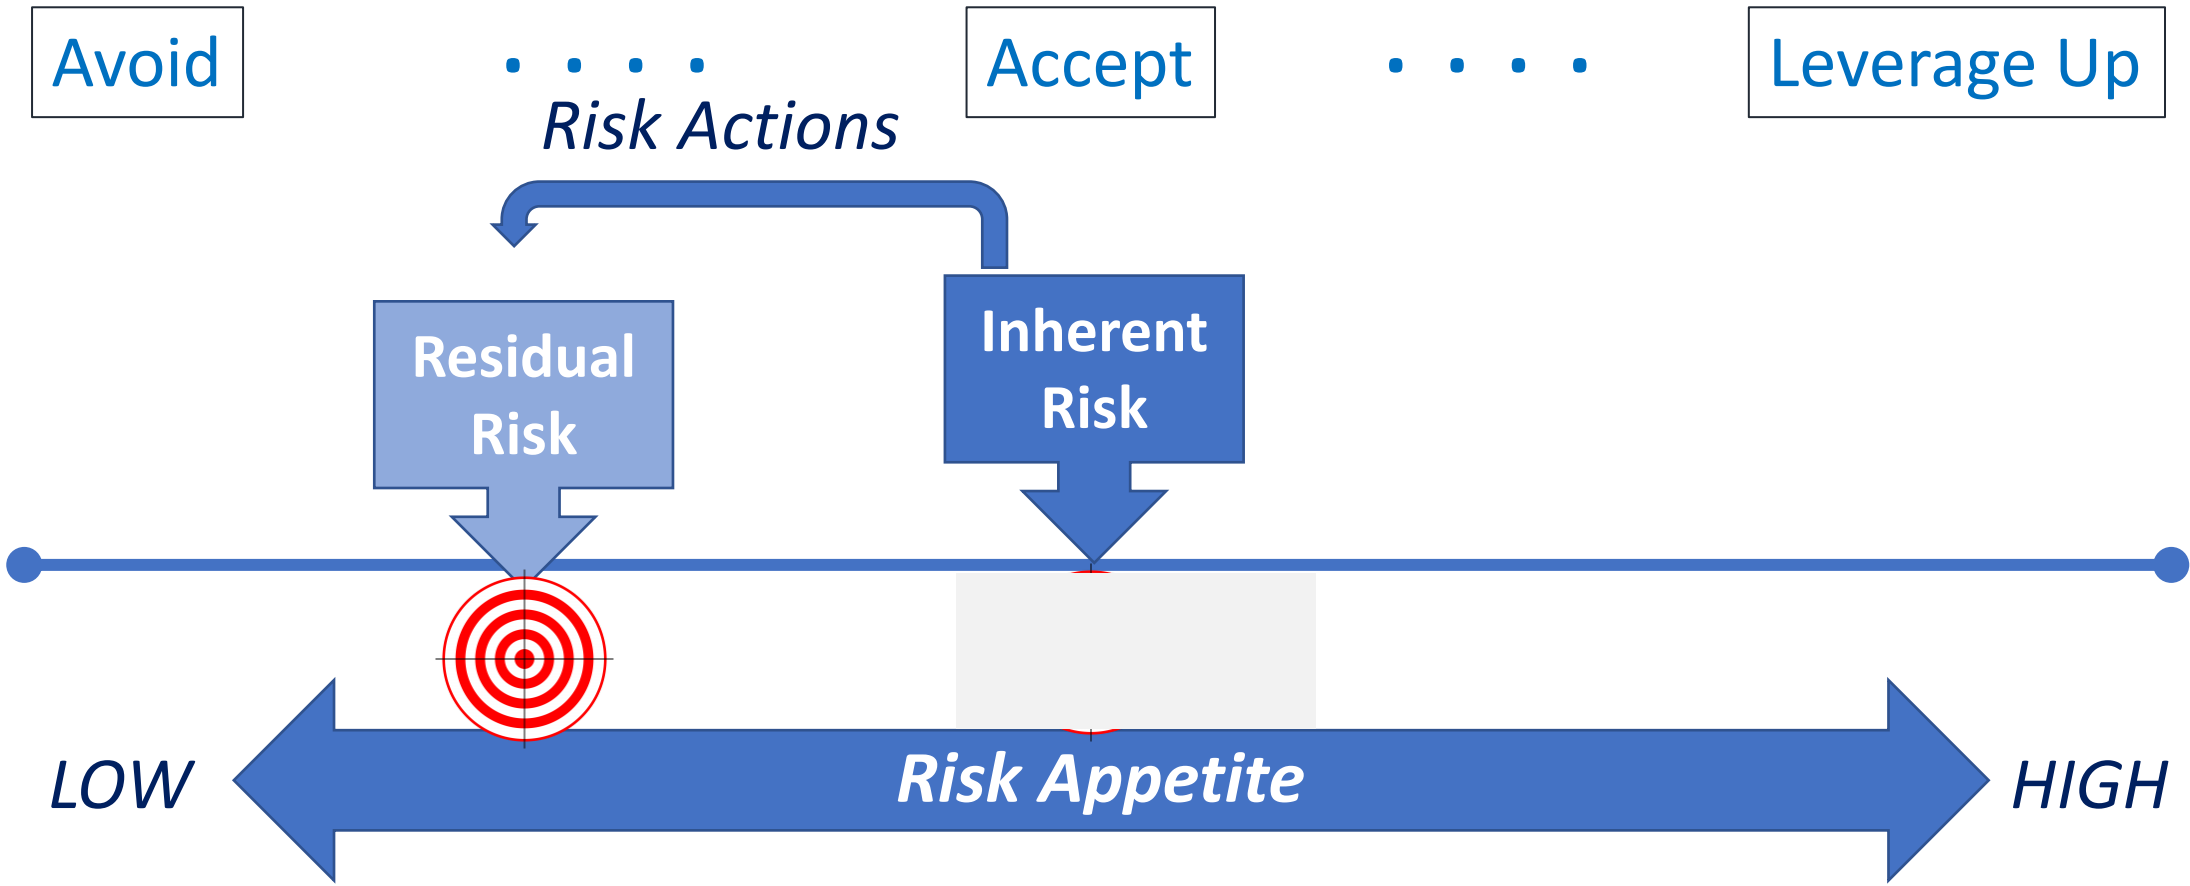 Avoid . . . . Accept . . . . Leverage Up
Risk Actions
Residual
Risk
Inherent
Risk
LOW
Risk Appetite
HIGH